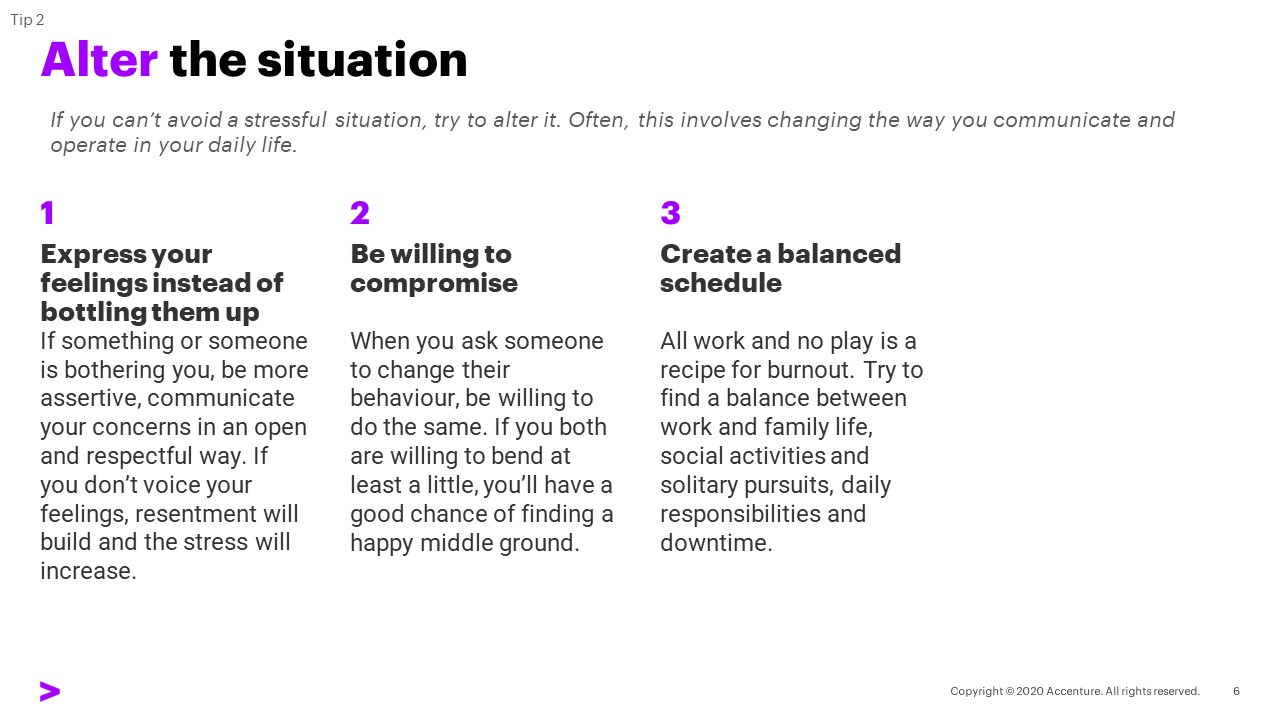 Tip 2
Alter the situation
If you can’t avoid a stressful situation, try to alter it. Often, this involves changing the way you communicate and
operate in your daily life.
1
Express your
feelings instead of
bottling them up
If something or someone
is bothering you, be more
assertive, communicate
your concerns in an open
and respectful way. If
you don’t voice your
feelings, resentment will
build and the stress will
increase.
2
Be willing to
compromise
When you ask someone
to change their
behaviour, be willing to
do the same. If you both
are willing to bend at
least a little, you’ll have a
good chance of finding a
happy middle ground.
3
Create a balanced
schedule
All work and no play is a
recipe for burnout. Try to
find a balance between
work and family life,
social activities and
solitary pursuits, daily
responsibilities and
downtime.
>
Copyright © 2020 Accenture. All rights reserved. 6